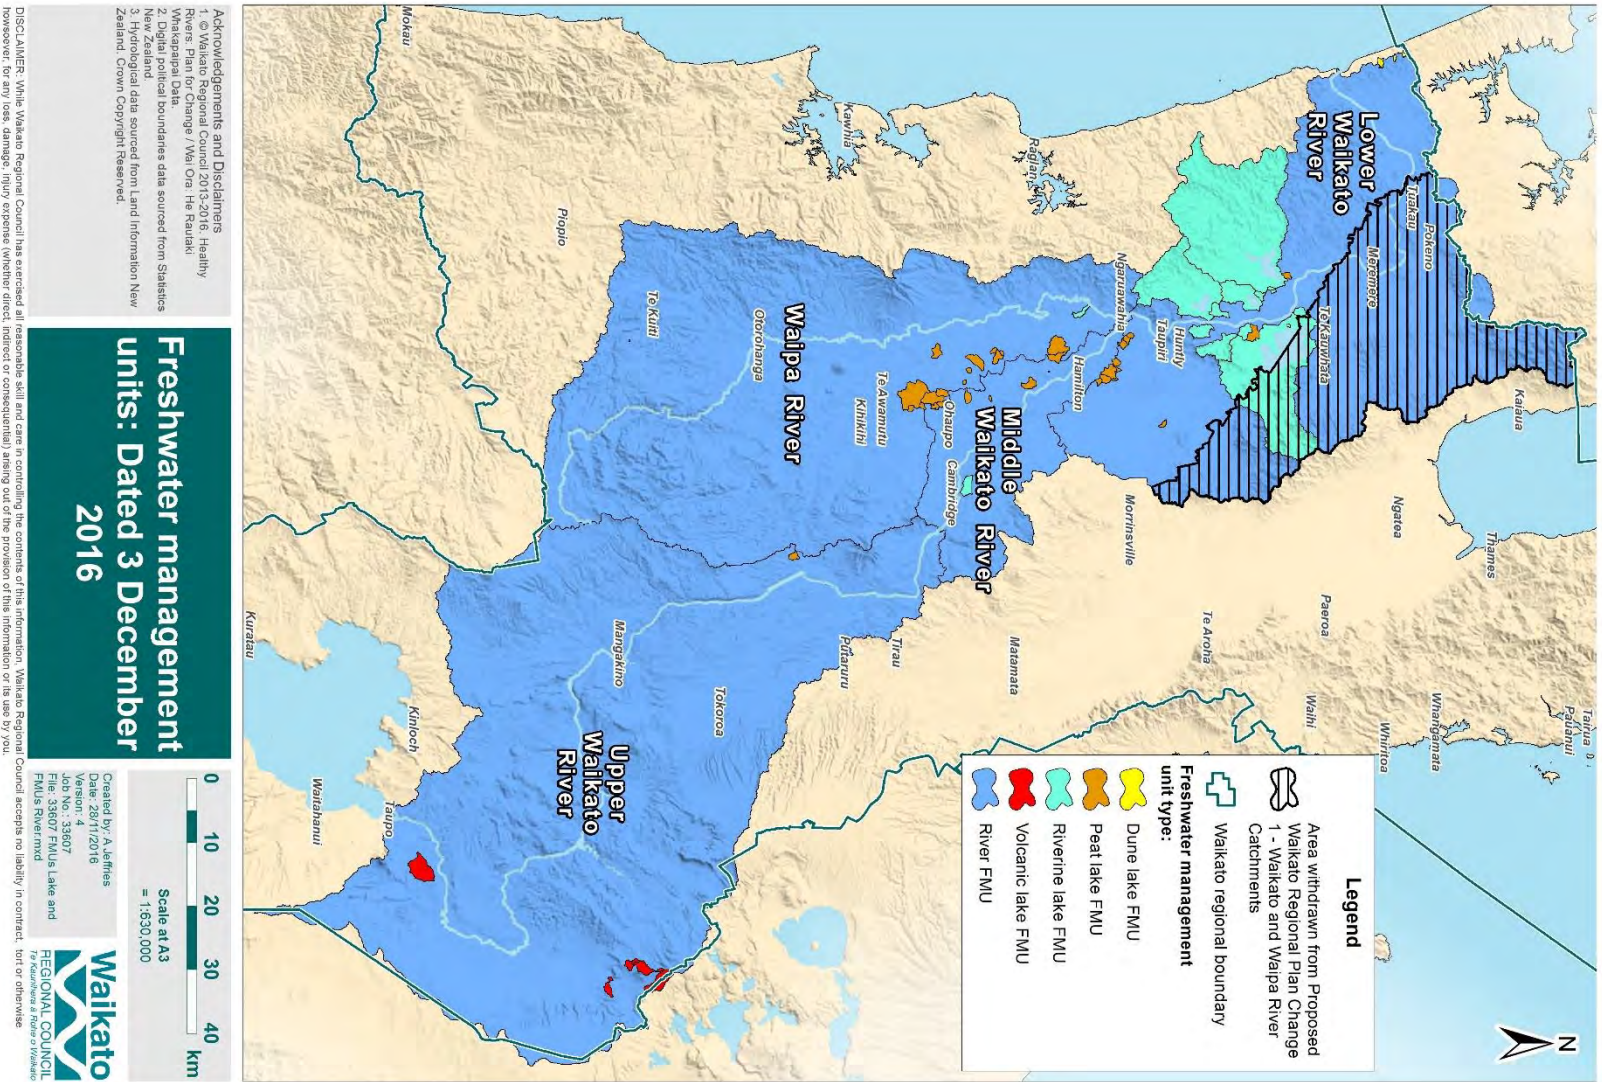 N
Legend
Area withdrawn from Proposed
Waikato Regional Plan Change
1 - Waikato and Waipa River
Catchments
Waikato regional boundary
Freshwater management
unit type:
Dune lake FMU
Peat lake FMU
Riverine lake FMU
Volcanic lake FMU
River FMU
Tuakau
Pokeno
Meremere
Te Kauwhata
Kaiaua
Thames
Ngatea
Tairua
Pauanui
Whangamata
Whiritoa
Waihi
Paeroa
Te Aroha
Lower
Waikato
River
Huntly
Taupiri
Ngaruawahia
Morrinsville
Raglan
Hamilton
Matamata
Middle
Waikato River
Cambridge
Ohaupo
Kawhia
Te Awamutu
Kihikihi
Tirau
Putaruru
Waipa River
Otorohanga
Tokoroa
Te Kuiti
Mangakino
Upper
Waikato
River
Piopio
Mokau
Kinloch
Taupo
Waitahanui
Kuratau
Acknowledgements and Disclaimers
1. © Waikato Regional Council 2013-2016. Healthy
Rivers: Plan for Change / Wai Ora: He Rautaki
Whakapaipai Data.
2. Digital political boundaries data sourced from Statistics
New Zealand.
3. Hydrological data sourced from Land Information New
Zealand. Crown Copyright Reserved.
Freshwater management
units: Dated 3 December
2016
0 10 20 30 40
km
Scale at A3
= 1:630,000
Created by: A Jeffries
Date: 28/11/2016
Version: 4
Job No.: 33607
File: 33607 FMUs Lake and
FMUs River.mxd
Waikato
REGIONAL COUNCIL
Te Kaunihera ā Rohe o Waikato
DISCLAIMER: While Waikato Regional Council has exercised all reasonable skill and care in controlling the contents of this information, Waikato Regional Council accepts no liability in contract, tort or otherwise
howsoever, for any loss, damage, injury expense (whether direct, indirect or consequential) arising out of the provision of this information or its use by you.